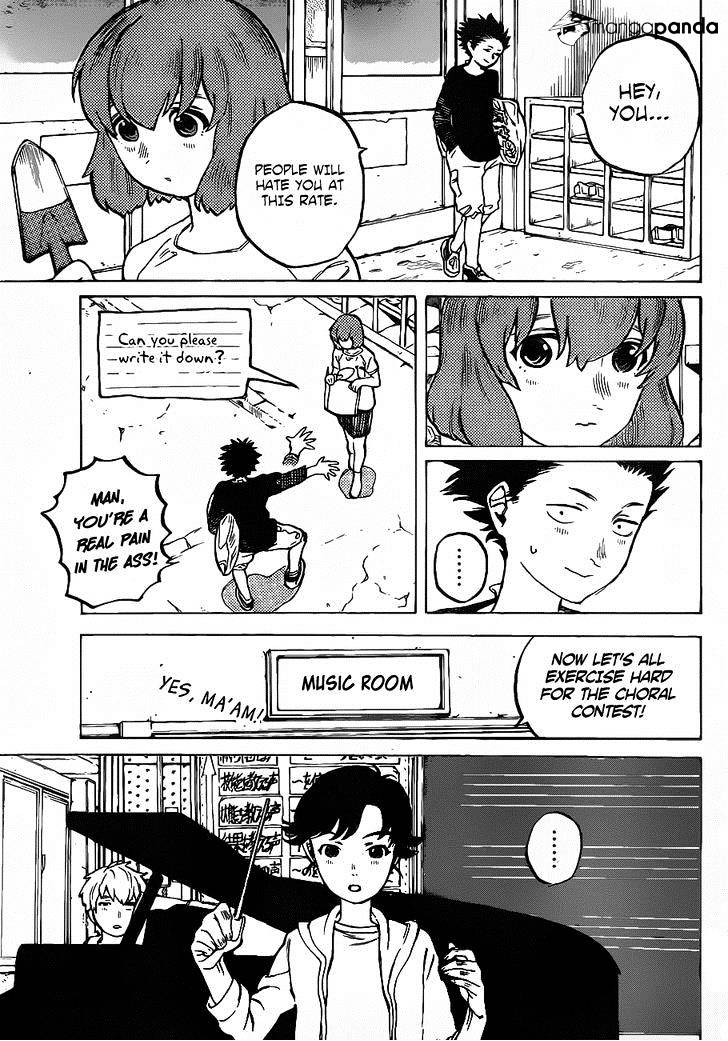 mangapanda
HEY,
YOU...
PEOPLE WILL
HATE YOU AT
THIS RATE.
Can you please
write it down?
MAN,
YOU'RE A
REAL PAIN
IN THE ASS!
NOW LET'S ALL
EXERCISE HARD
FOR THE CHORAL
CONTEST!
MUSIC ROOM
YES, MA'AM!